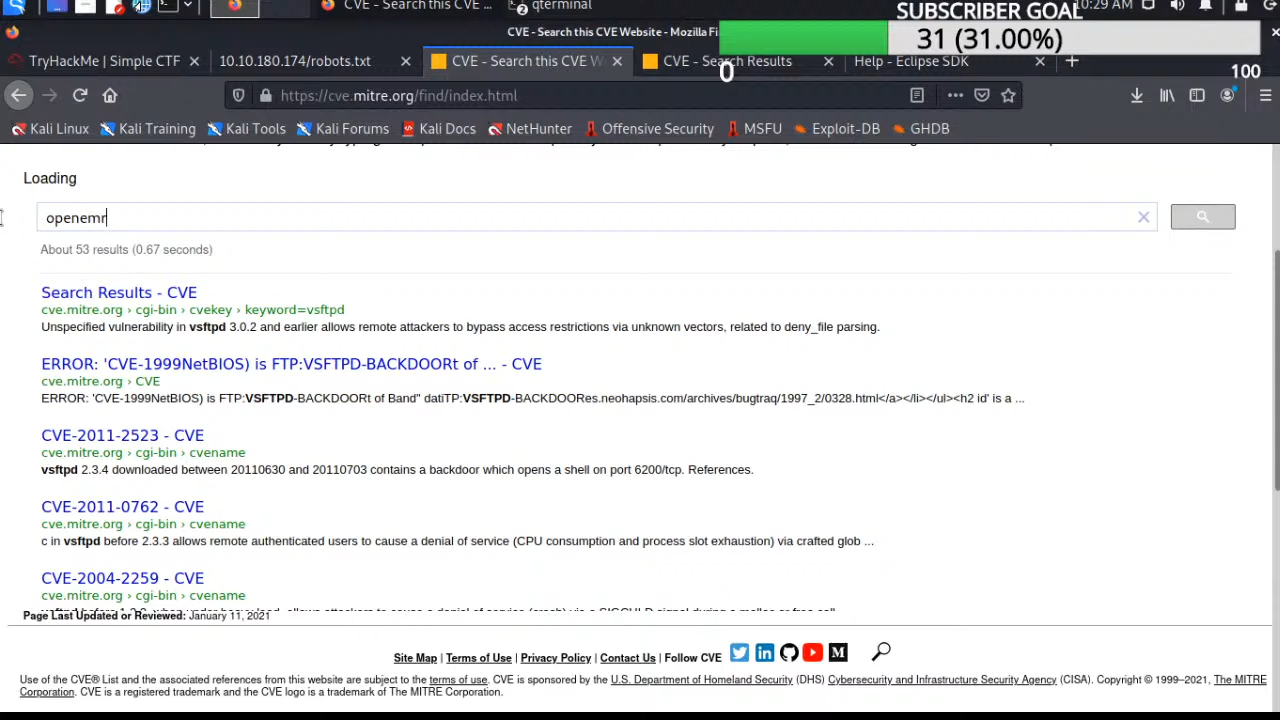 SUBSCRIBER GOAL
31 (31.00%)
0
100
CVE - Search this CVE ...
qterminal
10:29 AM
CVE - Search this CVE Website - Mozilla Fi
TryHackMe | Simple CTF
10.10.180.174/robots.txt
CVE - Search this CVE W
CVE - Search Results
Help - Eclipse SDK
https://cve.mitre.org/find/index.html
Kali Linux
Kali Training
Kali Tools
Kali Forums
Kali Docs
NetHunter
Offensive Security
MSFU
Exploit-DB
GHDB
Loading
openemr
About 53 results (0.67 seconds)
Search Results - CVE
cve.mitre.org › cgi-bin › cvekey › keyword=vsftpd
Unspecified vulnerability in vsftpd 3.0.2 and earlier allows remote attackers to bypass access restrictions via unknown vectors, related to deny_file parsing.
ERROR: 'CVE-1999NetBIOS) is FTP:VSFTPD-BACKDOORt of ... - CVE
cve.mitre.org › CVE
ERROR: 'CVE-1999NetBIOS) is FTP:VSFTPD-BACKDOORt of Band" datiTP:VSFTPD-BACKDOORes.neohapsis.com/archives/bugtraq/1997_2/0328.html</a></li></ul><h2 id' is a ...
CVE-2011-2523 - CVE
cve.mitre.org › cgi-bin › cvename
vsftpd 2.3.4 downloaded between 20110630 and 20110703 contains a backdoor which opens a shell on port 6200/tcp. References.
CVE-2011-0762 - CVE
cve.mitre.org › cgi-bin › cvename
c in vsftpd before 2.3.3 allows remote authenticated users to cause a denial of service (CPU consumption and process slot exhaustion) via crafted glob ...
CVE-2004-2259 - CVE
cve.mitre.org › cgi-bin › cvename
Page Last Updated or Reviewed: January 11, 2021
Site Map | Terms of Use | Privacy Policy | Contact Us | Follow CVE
Use of the CVE® List and the associated references from this website are subject to the terms of use. CVE is sponsored by the U.S. Department of Homeland Security (DHS) Cybersecurity and Infrastructure Security Agency (CISA). Copyright © 1999–2021, The MITRE
Corporation. CVE is a registered trademark and the CVE logo is a trademark of The MITRE Corporation.